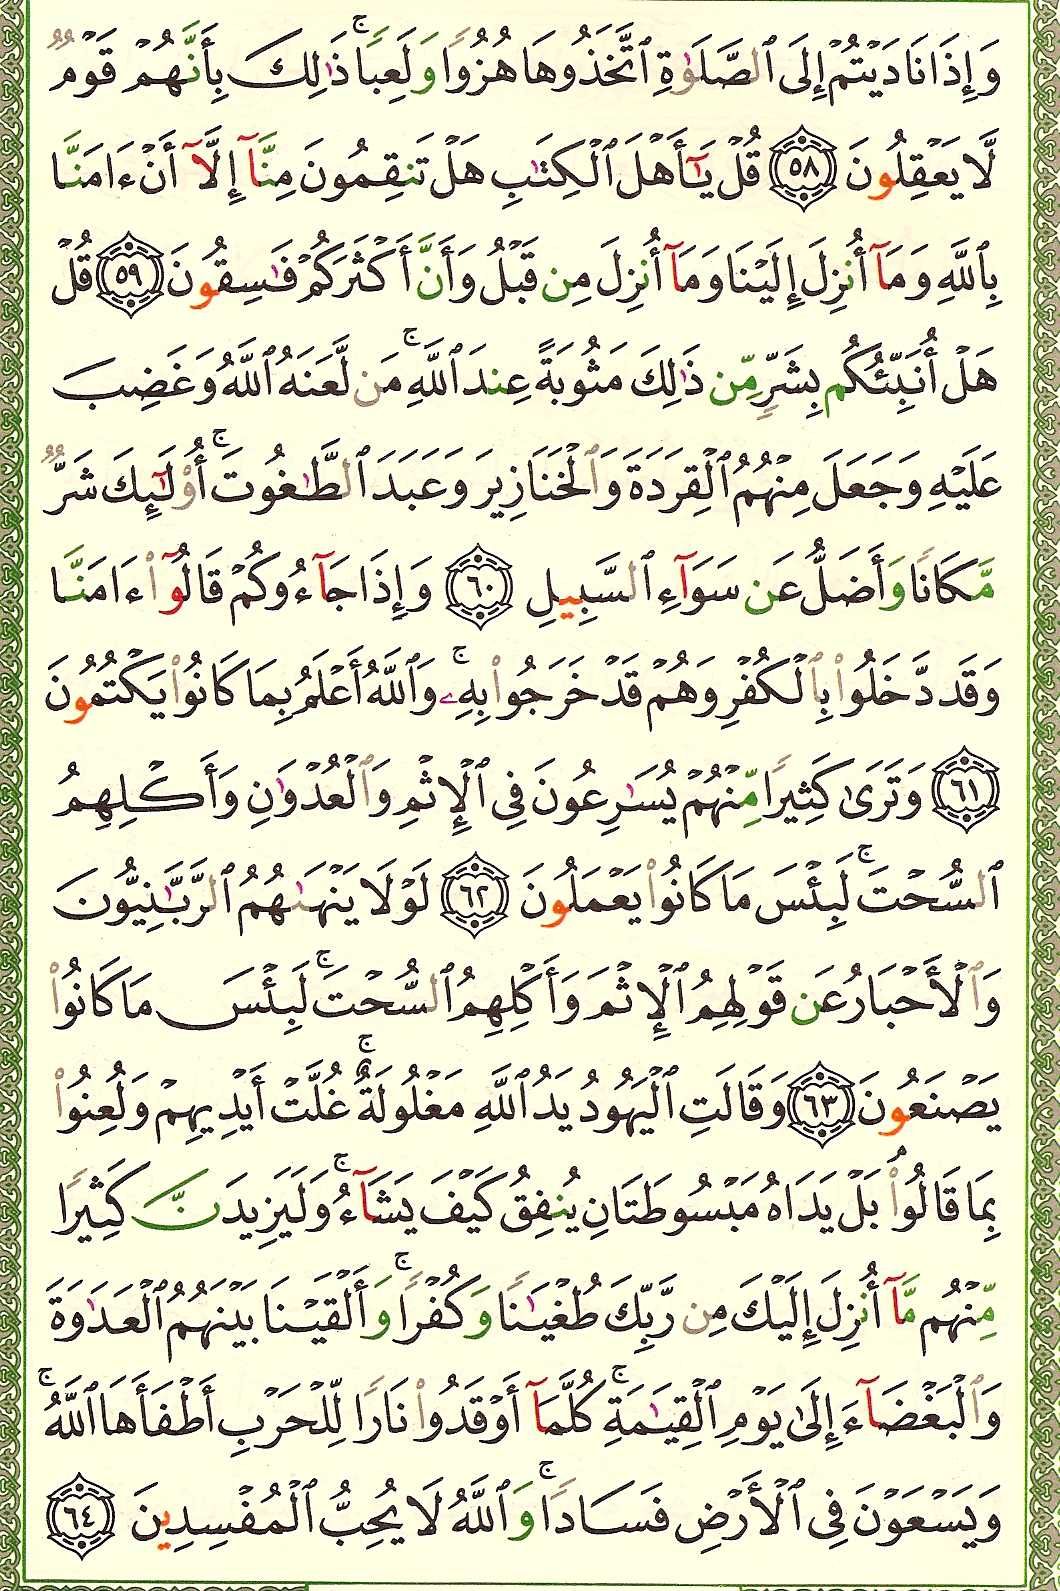 وَإِذَا نَادَيْتُمْ إِلَى ٱلصَّلَوٰةِ ٱتَّخَذُوهَا هُزُوًا وَلَعِبًا ۚ ذَٰلِكَ بِأَنَّهُمْ قَوْمٌ
لَّا يَعْقِلُونَ ٥٨ قُلْ يَٰٓأَهْلَ ٱلْكِتَٰبِ هَلْ تَنقِمُونَ مِنَّآ إِلَّآ أَنْ ءَامَنَّا
بِٱللَّهِ وَمَآ أُنزِلَ إِلَيْنَا وَمَآ أُنزِلَ مِن قَبْلُ وَأَنَّ أَكْثَرَكُمْ فَٰسِقُونَ ٥٩ قُلْ
هَلْ أُنَبِّئُكُم بِشَرٍّ مِّن ذَٰلِكَ مَثُوبَةً عِندَ ٱللَّهِ ۚ مَن لَّعَنَهُ ٱللَّهُ وَغَضِبَ
عَلَيْهِ وَجَعَلَ مِنْهُمُ ٱلْقِرَدَةَ وَٱلْخَنَازِيرَ وَعَبَدَ ٱلطَّٰغُوتَ ۚ أُو۟لَٰٓئِكَ شَرٌّ
مَّكَانًا وَأَضَلُّ عَن سَوَآءِ ٱلسَّبِيلِ ٦٠ وَإِذَا جَآءُوكُمْ قَالُوٓا۟ ءَامَنَّا
وَقَد دَّخَلُوا۟ بِٱلْكُفْرِ وَهُمْ قَدْ خَرَجُوا۟ بِهِۦ ۚ وَٱللَّهُ أَعْلَمُ بِمَا كَانُوا۟ يَكْتُمُونَ
٦١ وَتَرَىٰ كَثِيرًا مِّنْهُمْ يُسَٰرِعُونَ فِى ٱلْإِثْمِ وَٱلْعُدْوَٰنِ وَأَكْلِهِمُ
ٱلسُّحْتَ ۚ لَبِئْسَ مَا كَانُوا۟ يَعْمَلُونَ ٦٢ لَوْلَا يَنْهَىٰهُمُ ٱلرَّبَّٰنِيُّونَ
وَٱلْأَحْبَارُ عَن قَوْلِهِمُ ٱلْإِثْمَ وَأَكْلِهِمُ ٱلسُّحْتَ ۚ لَبِئْسَ مَا كَانُوا۟
يَصْنَعُونَ ٦٣ وَقَالَتِ ٱلْيَهُودُ يَدُ ٱللَّهِ مَغْلُولَةٌ ۚ غُلَّتْ أَيْدِيهِمْ وَلُعِنُوا۟
بِمَا قَالُوا۟ ۘ بَلْ يَدَاهُ مَبْسُوطَتَانِ يُنفِقُ كَيْفَ يَشَآءُ ۚ وَلَيَزِيدَنَّ كَثِيرًا
مِّنْهُم مَّآ أُنزِلَ إِلَيْكَ مِن رَّبِّكَ طُغْيَٰنًا وَكُفْرًا ۚ وَأَلْقَيْنَا بَيْنَهُمُ ٱلْعَدَٰوَةَ
وَٱلْبَغْضَآءَ إِلَىٰ يَوْمِ ٱلْقِيَٰمَةِ ۚ كُلَّمَآ أَوْقَدُوا۟ نَارًا لِّلْحَرْبِ أَطْفَأَهَا ٱللَّهُ ۚ
وَيَسْعَوْنَ فِى ٱلْأَرْضِ فَسَادًا ۚ وَٱللَّهُ لَا يُحِبُّ ٱلْمُفْسِدِينَ ٦٤